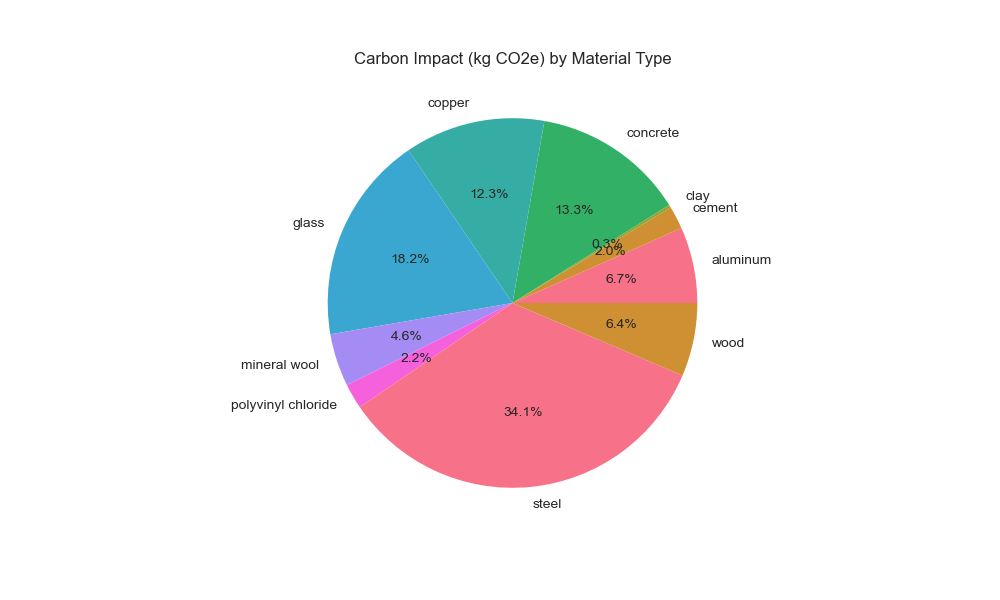 Carbon Impact (kg CO2e) by Material Type
copper
concrete
12.3%
13.3%
clay
cement
glass
0.3%
2.0%
18.2%
aluminum
6.7%
6.4%
4.6%
wood
2.2%
mineral wool
polyvinyl chloride
34.1%
steel